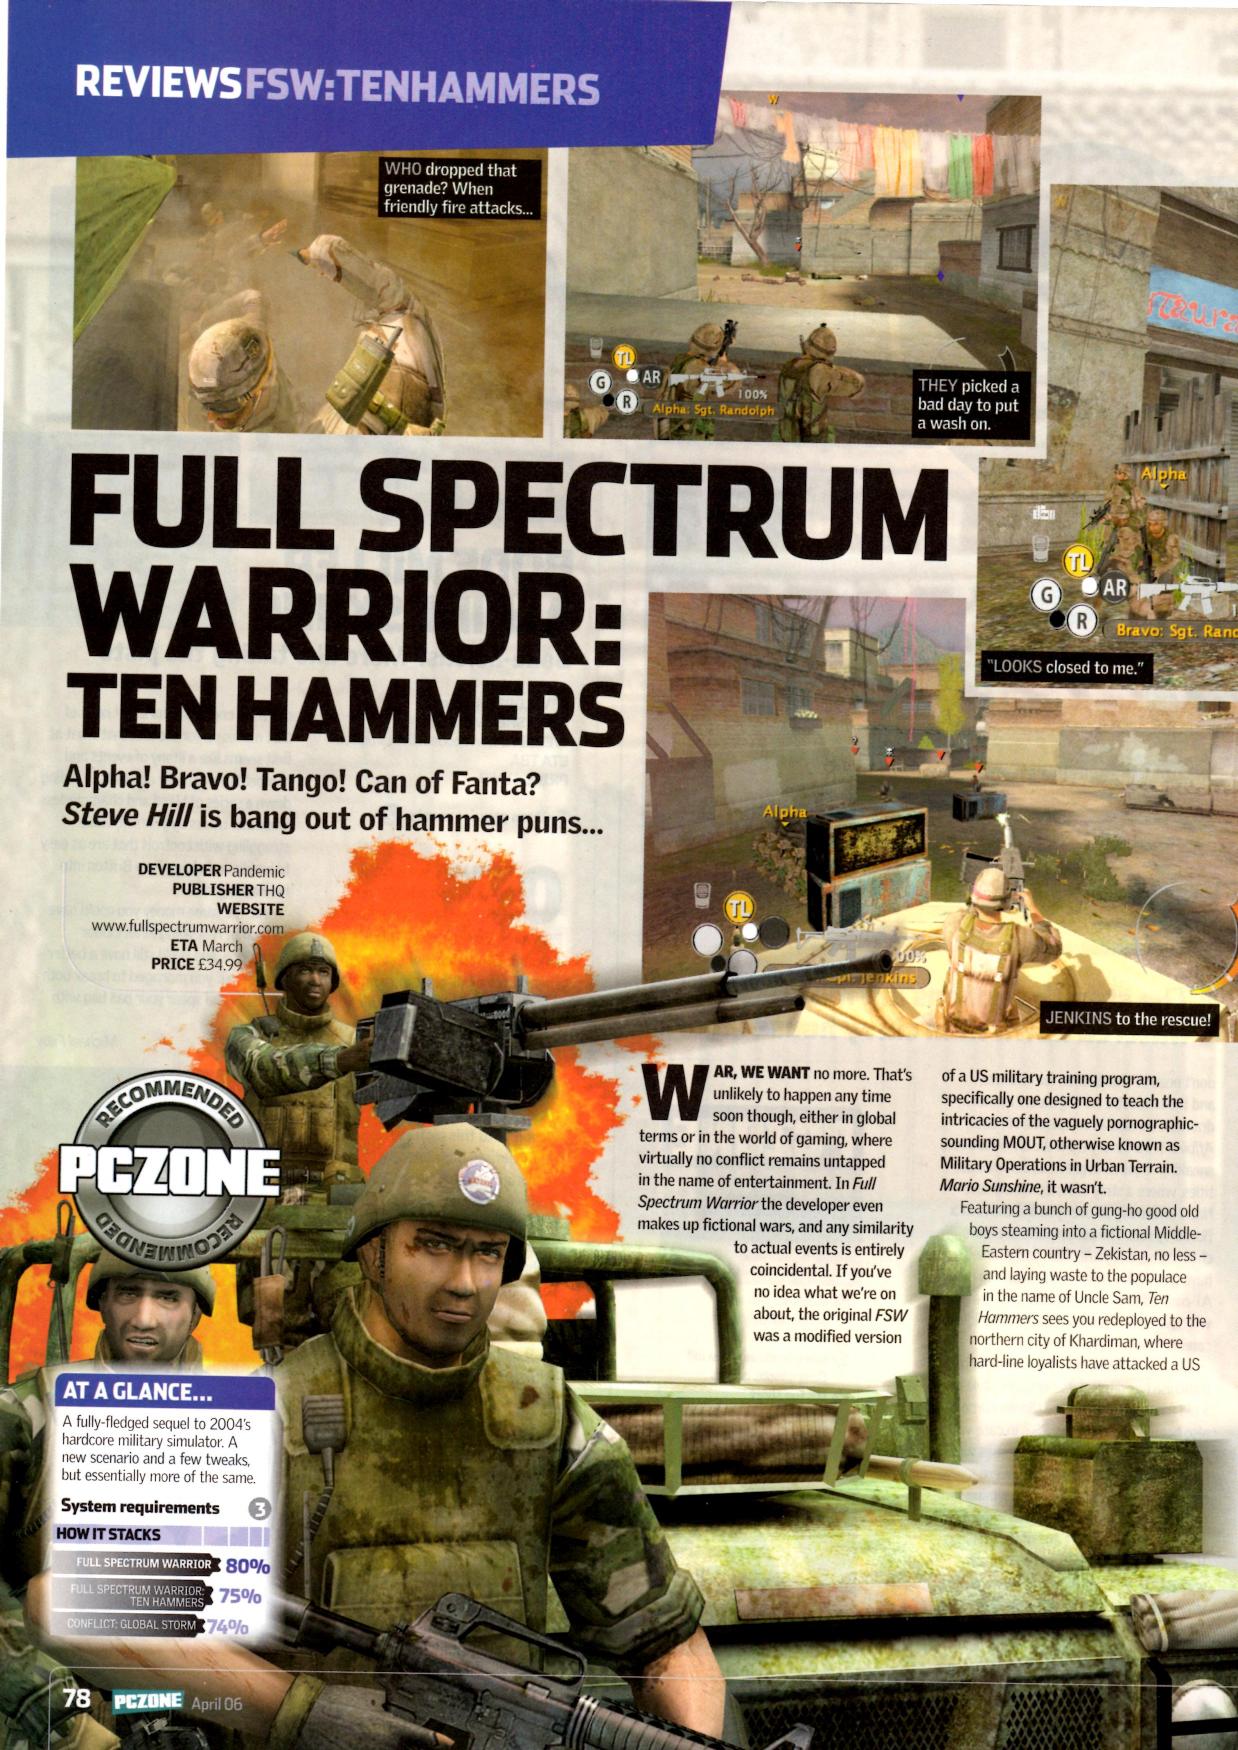 REVIEWS FSW: TEN HAMMERS
WHO dropped that
grenade? When
friendly fire attacks...
W
TL
G
AR
R
100%
Alpha: Sgt. Randolph
THEY picked a
bad day to put
a wash on.
Alpha
TL
G
AR
R
Bravo: Sgt. Rand
"LOOKS closed to me."
FULL SPECTRUM
WARRIOR:
TEN HAMMERS
Alpha! Bravo! Tango! Can of Fanta?
Steve Hill is bang out of hammer puns...
Alpha
TL
Jenkins
JENKINS to the rescue!
DEVELOPER Pandemic
PUBLISHER THQ
WEBSITE
www.fullspectrumwarrior.com
ETA March
PRICE £34.99
RECOMMENDED
PCZONE
RECOMMENDED
WAR, WE WANT no more. That's
unlikely to happen any time
soon though, either in global
terms or in the world of gaming, where
virtually no conflict remains untapped
in the name of entertainment. In Full
Spectrum Warrior the developer even
makes up fictional wars, and any similarity
to actual events is entirely
coincidental. If you've
no idea what we're on
about, the original FSW
was a modified version
of a US military training program,
specifically one designed to teach the
intricacies of the vaguely pornographic-
sounding MOUT, otherwise known as
Military Operations in Urban Terrain.
Mario Sunshine, it wasn't.
Featuring a bunch of gung-ho good old
boys steaming into a fictional Middle-
Eastern country – Zekistan, no less –
and laying waste to the populace
in the name of Uncle Sam, Ten
Hammers sees you redeployed to the
northern city of Khardiman, where
hard-line loyalists have attacked a US
AT A GLANCE...
A fully-fledged sequel to 2004's
hardcore military simulator. A
new scenario and a few tweaks,
but essentially more of the same.
System requirements 3
HOW IT STACKS
FULL SPECTRUM WARRIOR 80%
FULL SPECTRUM WARRIOR:
TEN HAMMERS 75%
CONFLICT: GLOBAL STORM 74%
78 PCZONE April 06